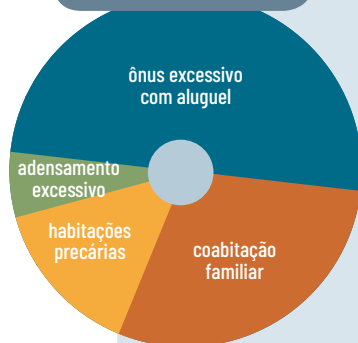 ônus excessivo
com aluguel
adensamento
excessivo
habitações
precárias
coabitação
familiar